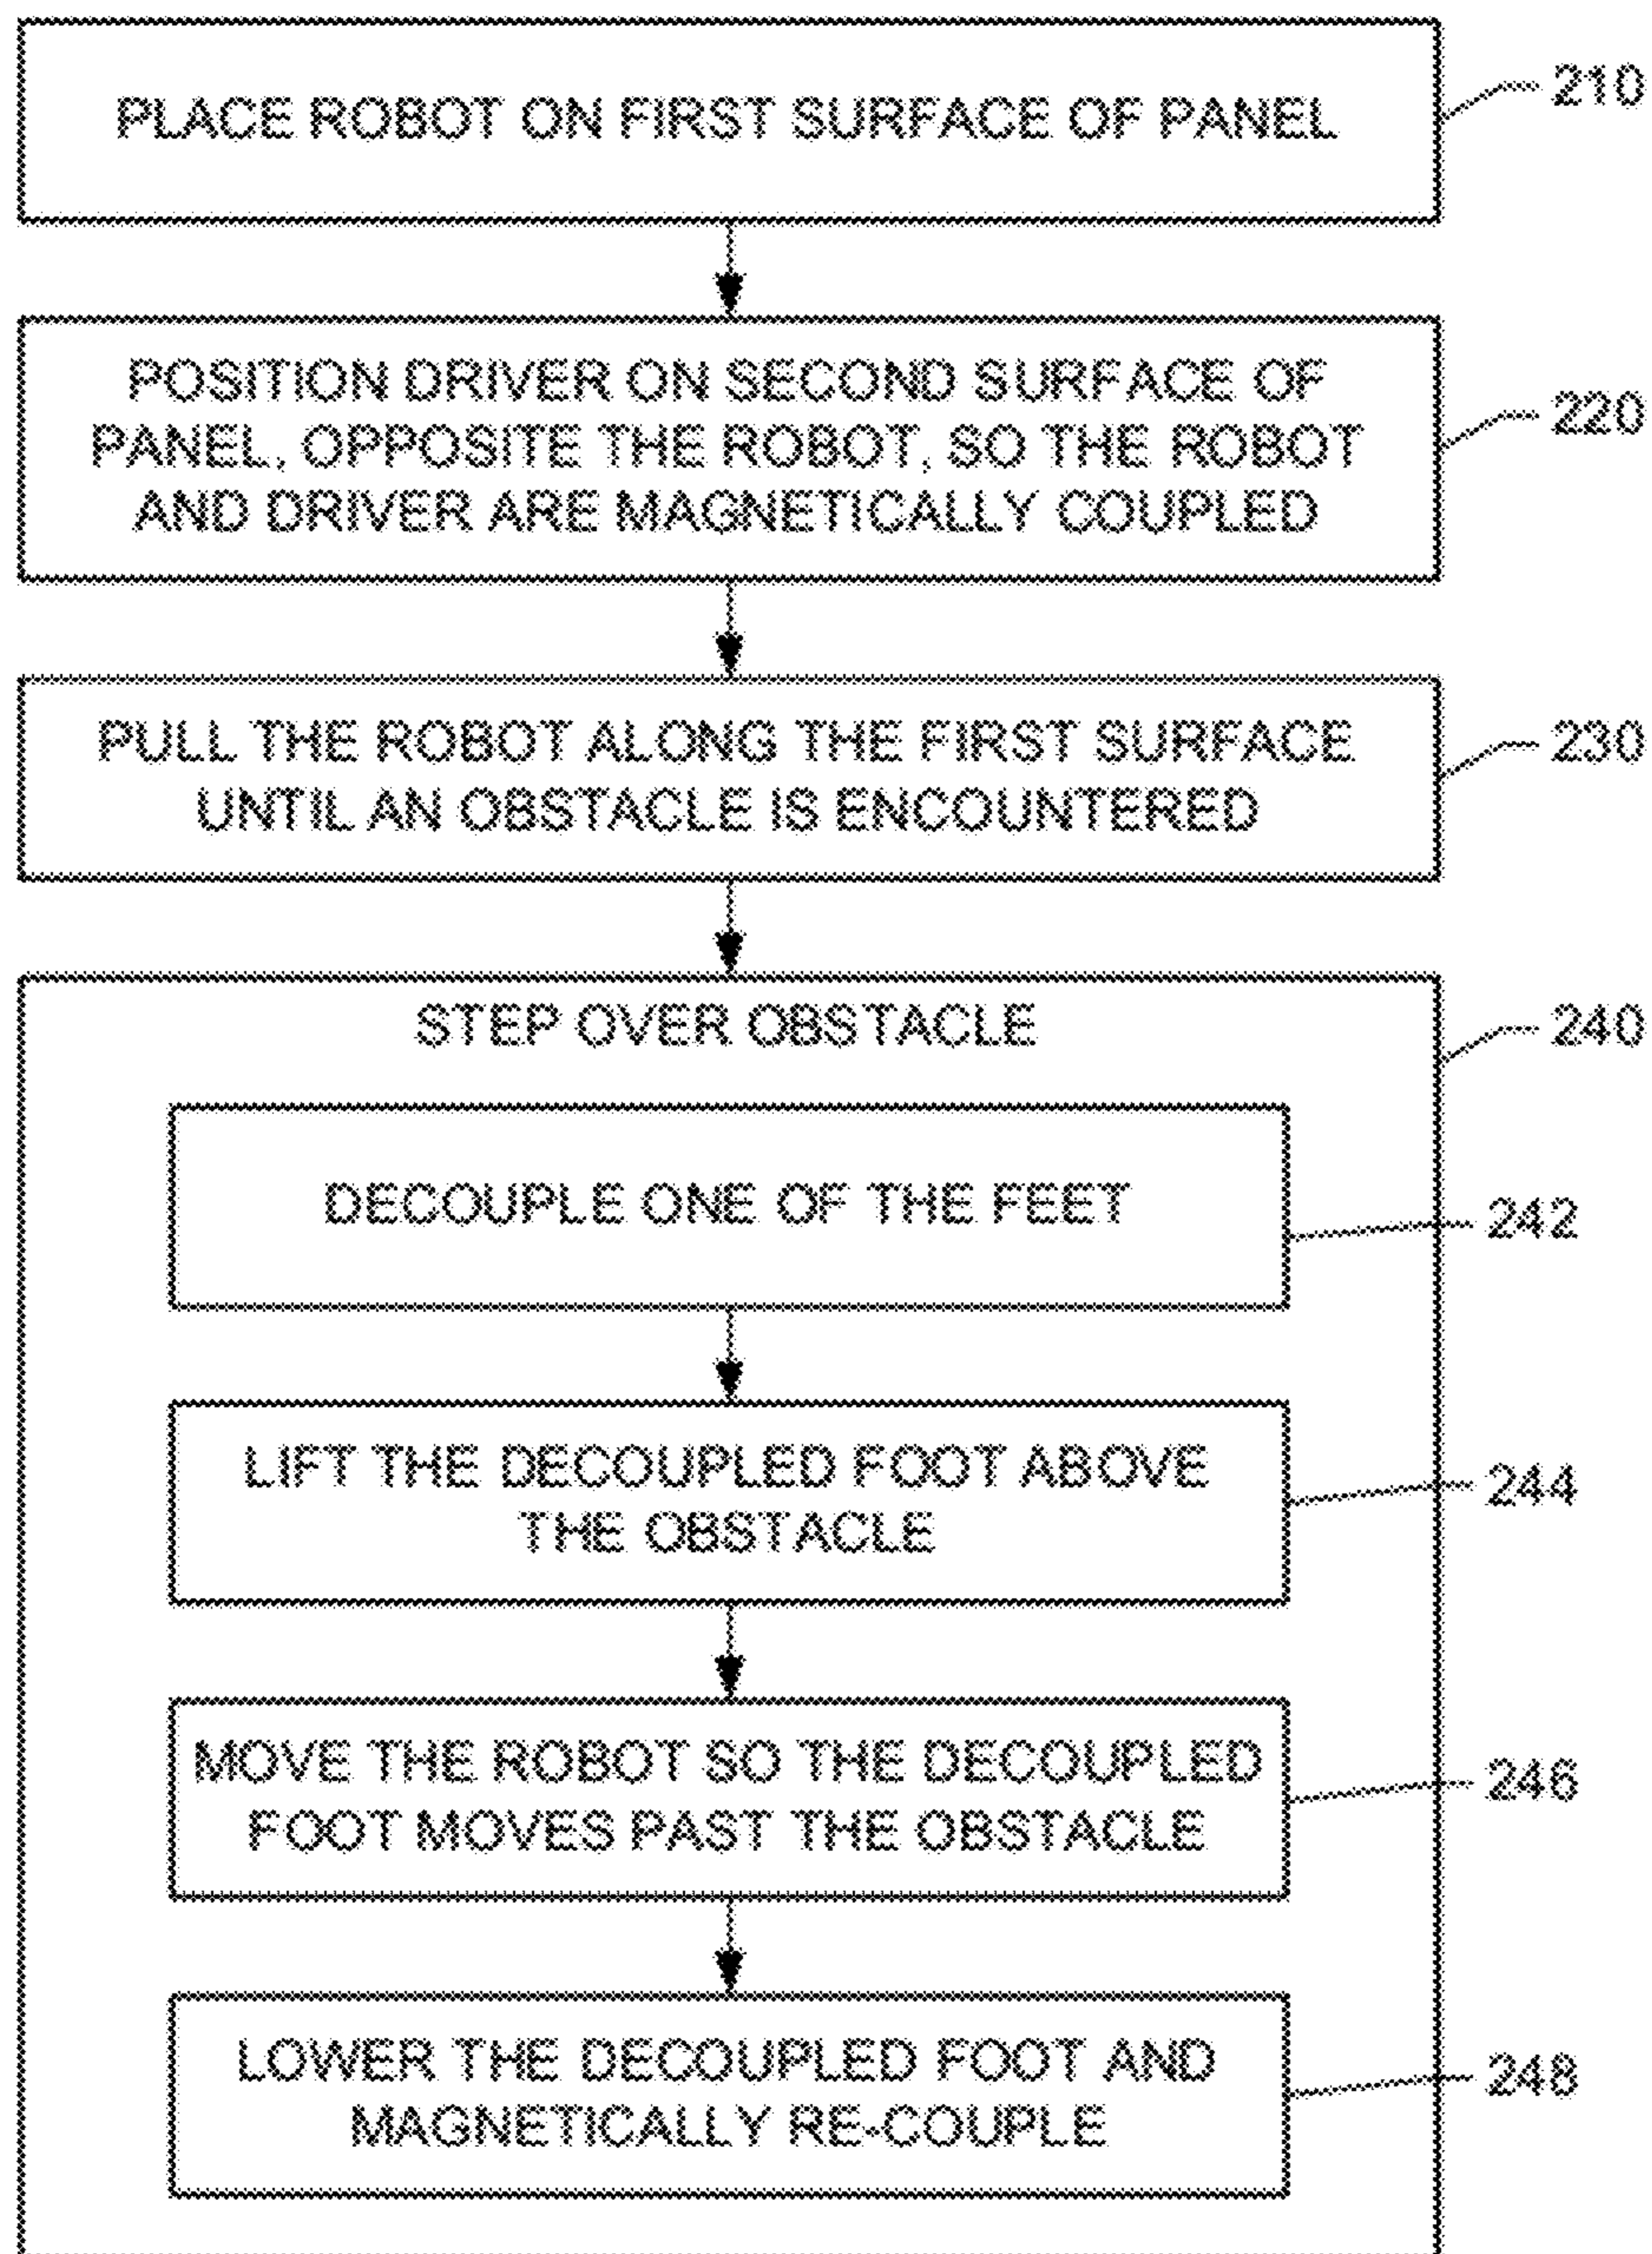 PLACE ROBOT ON FIRST SURFACE OF PANEL
210
POSITION DRIVER ON SECOND SURFACE OF
PANEL, OPPOSITE THE ROBOT, SO THE ROBOT
AND DRIVER ARE MAGNETICALLY COUPLED
220
PULL THE ROBOT ALONG THE FIRST SURFACE
UNTIL AN OBSTACLE IS ENCOUNTERED
230
STEP OVER OBSTACLE
240
DECOUPLE ONE OF THE FEET
242
LIFT THE DECOUPLED FOOT ABOVE
THE OBSTACLE
244
MOVE THE ROBOT SO THE DECOUPLED
FOOT MOVES PAST THE OBSTACLE
246
LOWER THE DECOUPLED FOOT AND
MAGNETICALLY RE-COUPLE
248